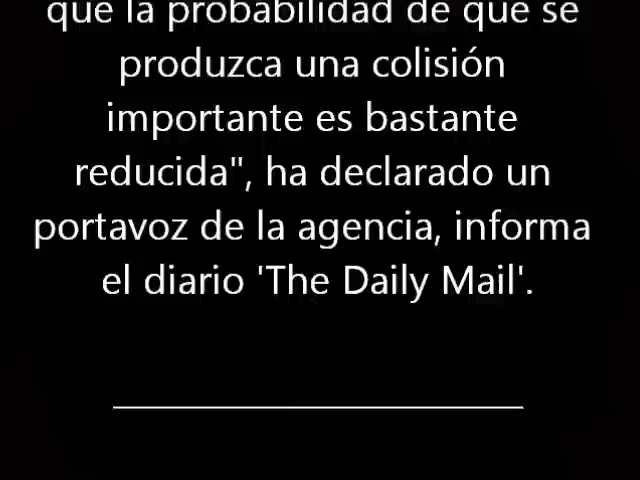 que la probabilidad de que se
produzca una colisión
importante es bastante
reducida", ha declarado un
portavoz de la agencia, informa
el diario 'The Daily Mail'.